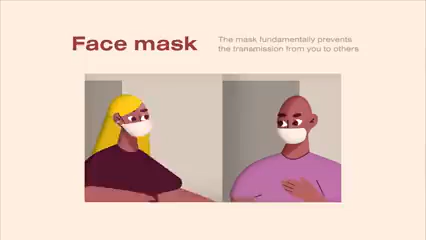 Face mask
The mask fundamentally prevents
the transmission from you to others